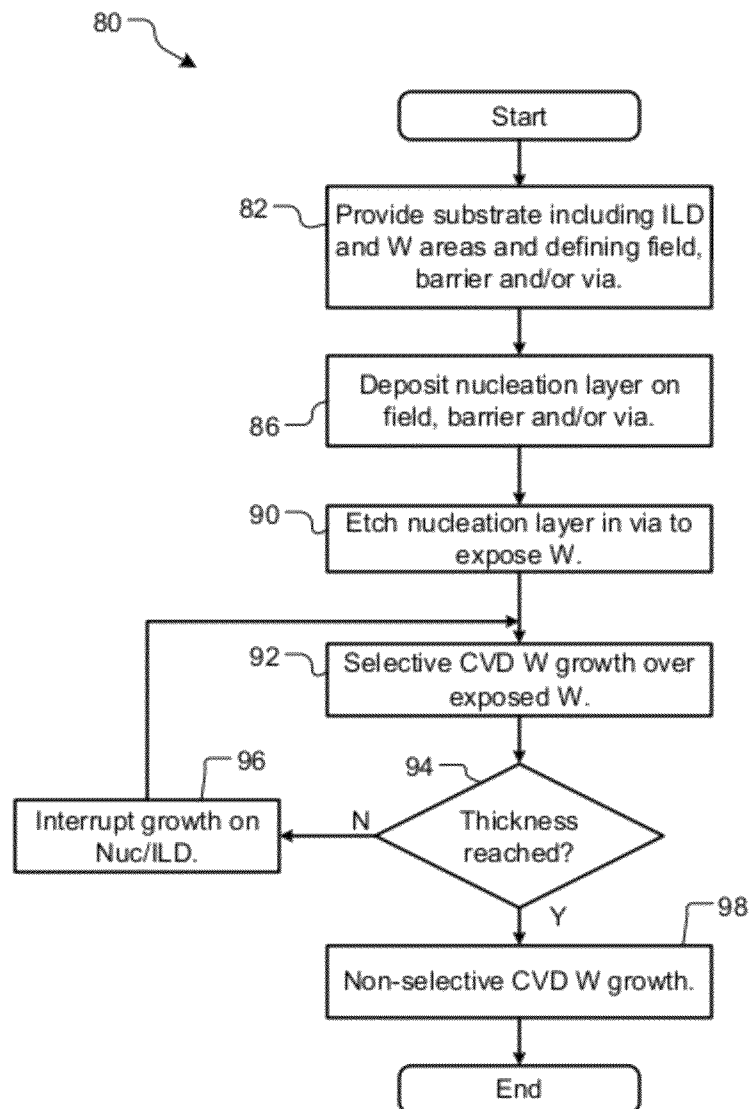 80
Start
82
Provide substrate including ILD
and W areas and defining field,
barrier and/or via.
Deposit nucleation layer on
field, barrier and/or via.
86
90
Etch nucleation layer in via to
expose W.
92
Selective CVD W growth over
exposed W.
96
94
Interrupt growth on
Nuc/ILD.
N
Thickness
reached?
Y
98
Non-selective CVD W growth.
End